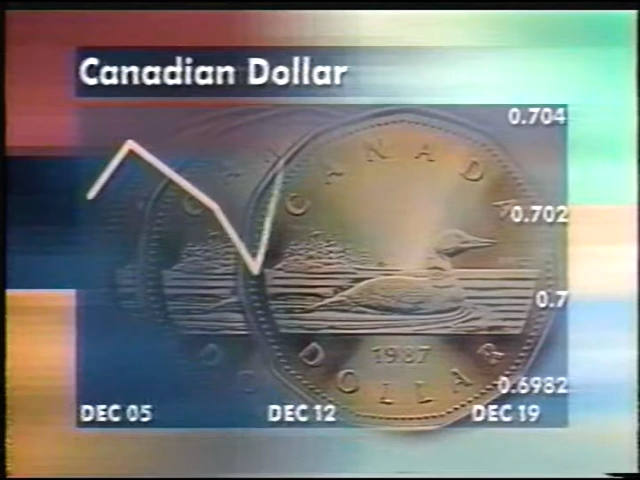 Canadian Dollar
0.704
CANADA
0.702
0.7
1987
DOLLAR
0.6982
DEC 05
DEC 12
DEC 19